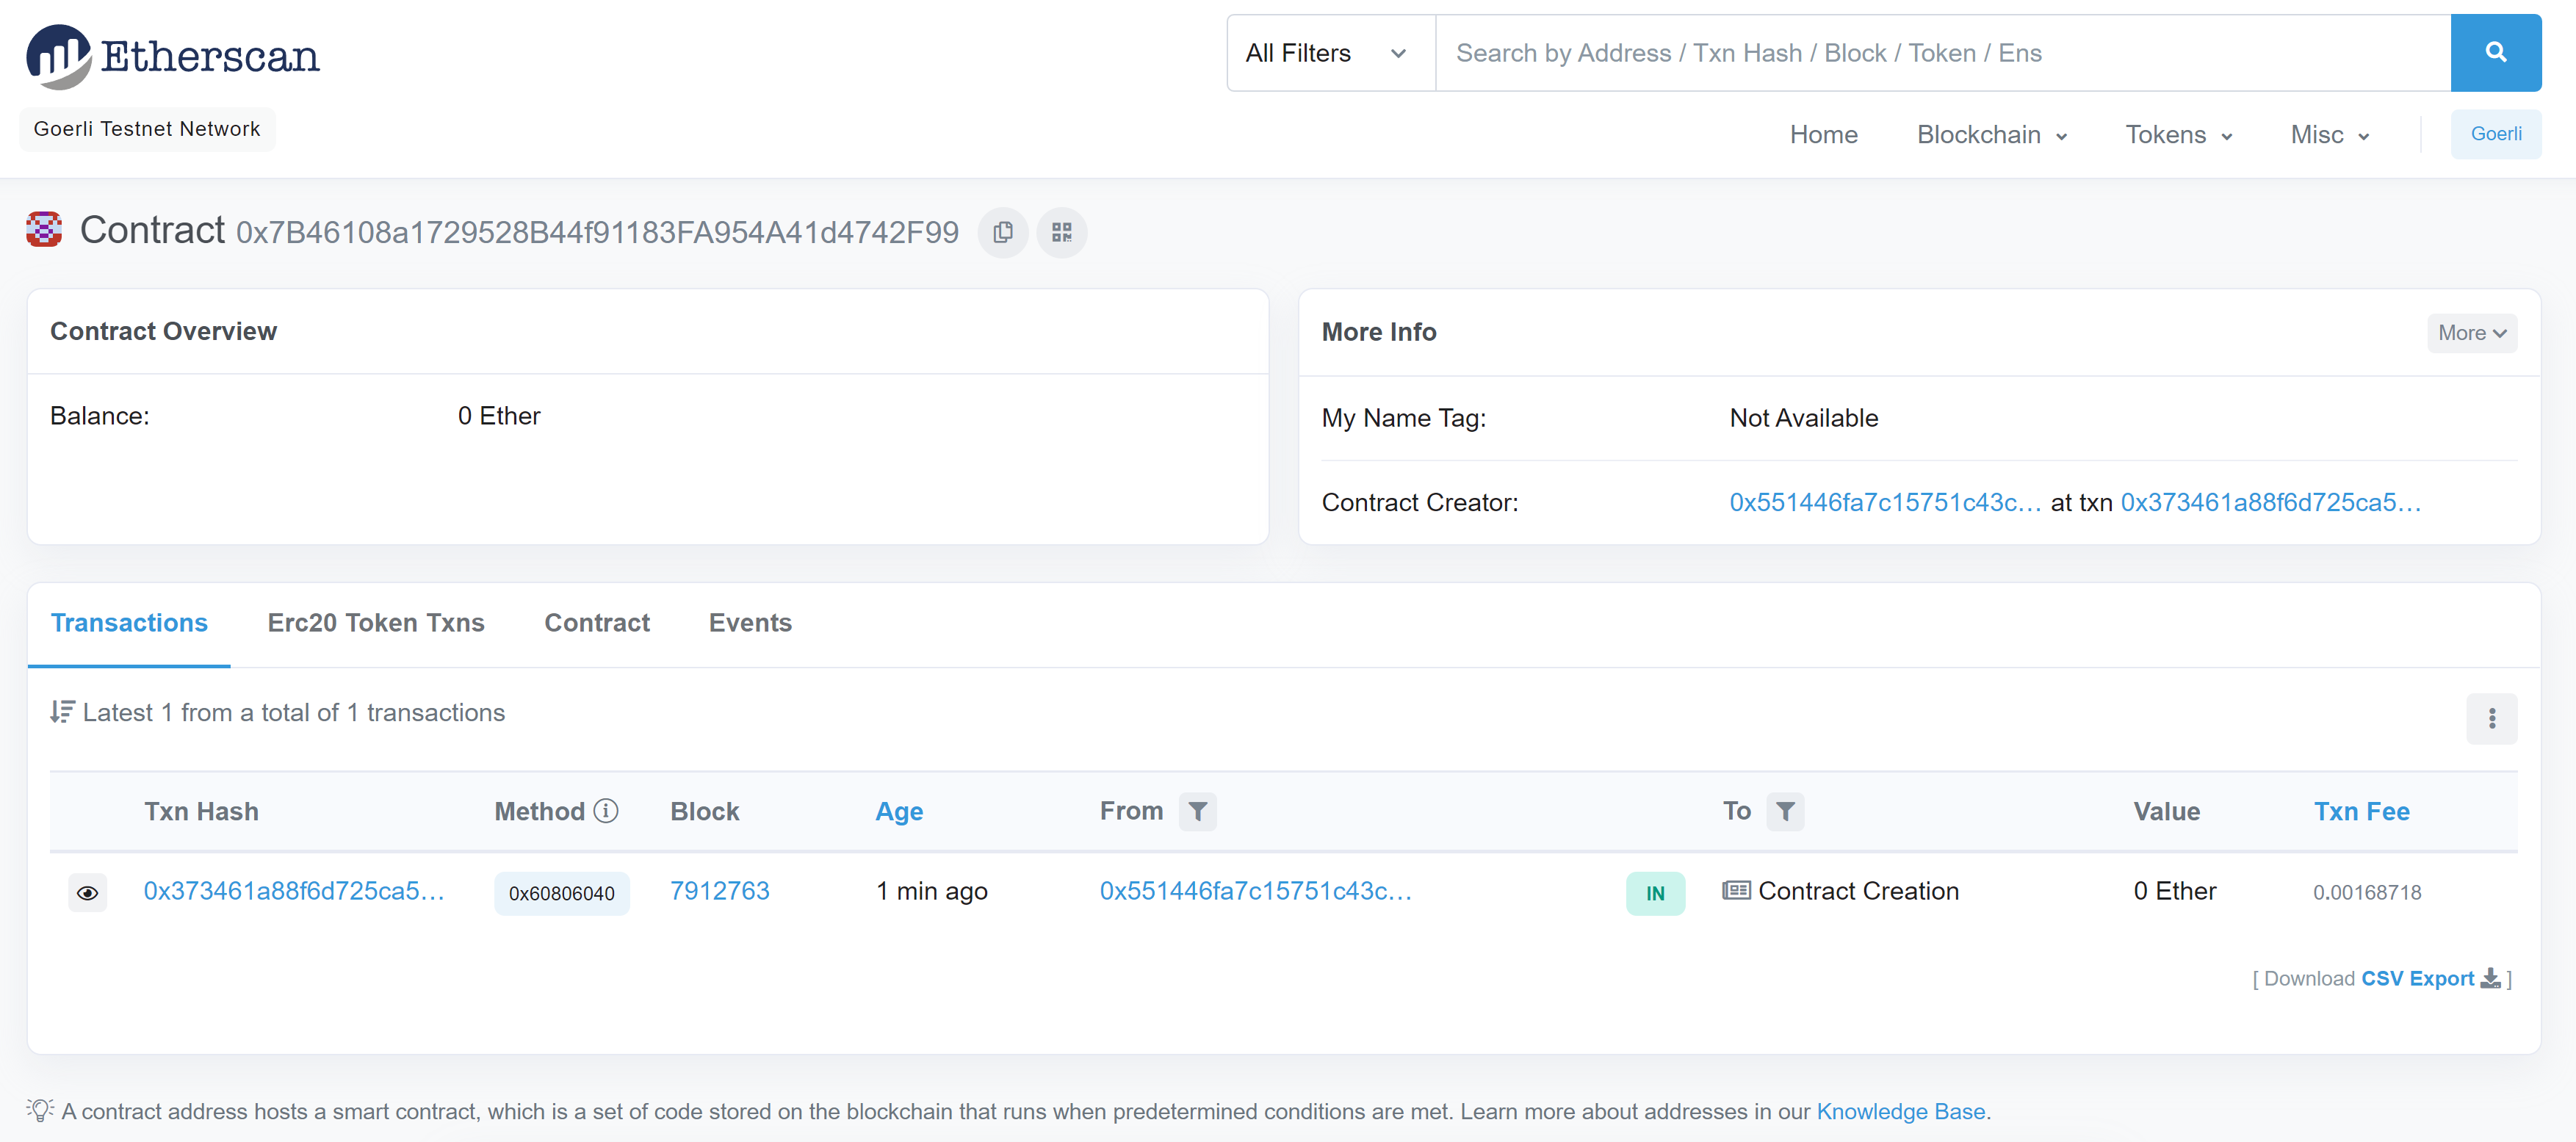 Etherscan
All Filters
Search by Address / Txn Hash / Block / Token / Ens
Goerli Testnet Network
Home Blockchain Tokens Misc Goerli
Contract 0x7B46108a1729528B44f91183FA954A41d4742F99
Contract Overview
Balance: 0 Ether
More Info
More
My Name Tag: Not Available
Contract Creator: 0x551446fa7c15751c43c... at txn 0x373461a88f6d725ca5...
Transactions Erc20 Token Txns Contract Events
Latest 1 from a total of 1 transactions
Txn Hash Method Block Age From To Value Txn Fee
0x373461a88f6d725ca5... 0x60806040 7912763 1 min ago 0x551446fa7c15751c43c... IN Contract Creation 0 Ether 0.00168718
[ Download CSV Export ]
A contract address hosts a smart contract, which is a set of code stored on the blockchain that runs when predetermined conditions are met. Learn more about addresses in our Knowledge Base.